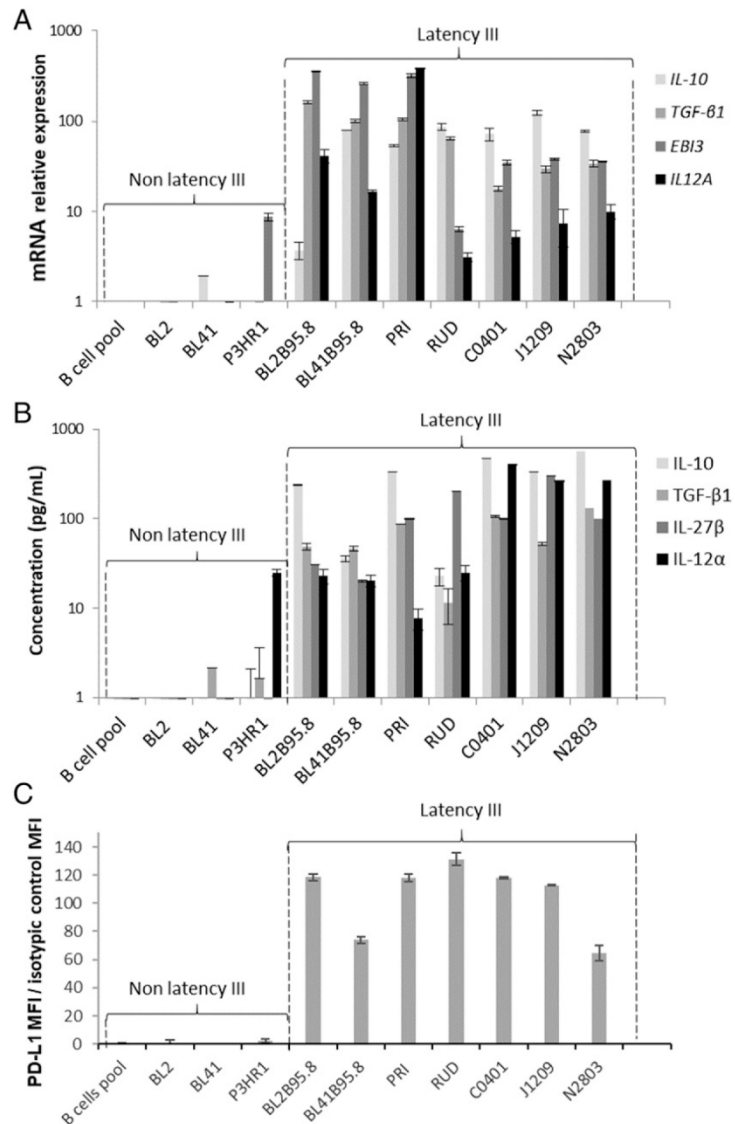 A
1000
100
10
1
mRNA relative expression
Non latency III
Latency III
IL-10
TGF-ß1
EBI3
IL12A
B cell pool
BL2
BL41
P3HR1
BL2B95.8
BL41B95.8
PRI
RUD
C0401
J1209
N2803
B
1000
100
10
1
Concentration (pg/mL)
Non latency III
Latency III
IL-10
TGF-β1
IL-27β
IL-12α
B cell pool
BL2
BL41
P3HR1
BL2B95.8
BL41B95.8
PRI
RUD
C0401
J1209
N2803
C
140
120
100
80
60
40
20
0
PD-L1 MFI / isotypic control MFI
Non latency III
Latency III
B cells pool
BL2
BL41
P3HR1
BL2B95.8
BL41B95.8
PRI
RUD
C0401
J1209
N2803